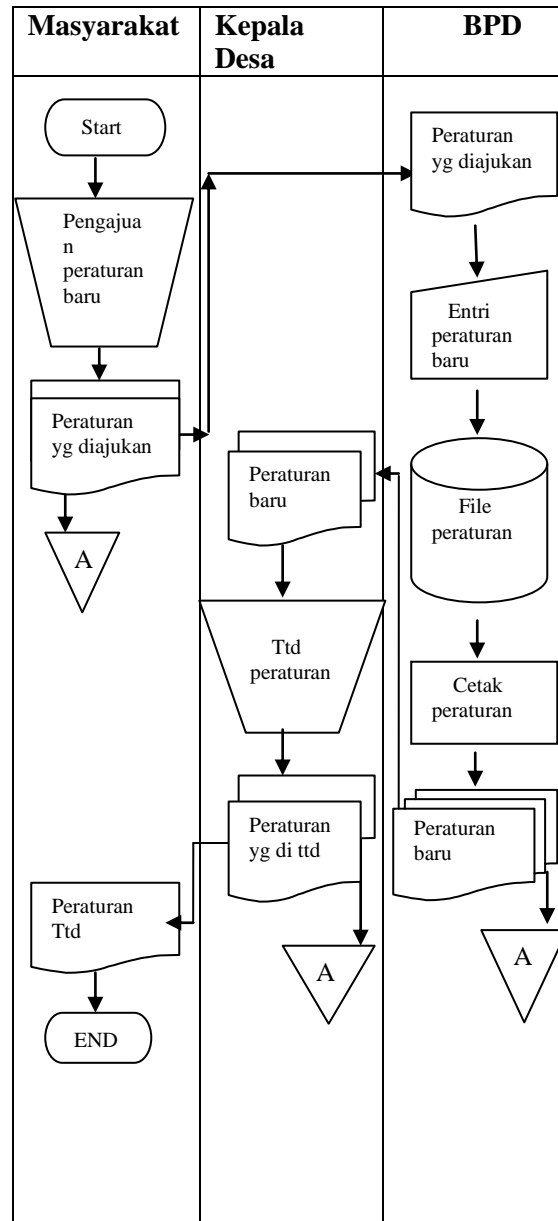 Masyarakat
Kepala
Desa
BPD
Start
Pengajua
n
peraturan
baru
Peraturan
yg diajukan
A
Peraturan
Ttd
END
Peraturan
baru
Ttd
peraturan
Peraturan
yg di ttd
A
Peraturan
yg diajukan
Entri
peraturan
baru
File
peraturan
Cetak
peraturan
Peraturan
baru
A